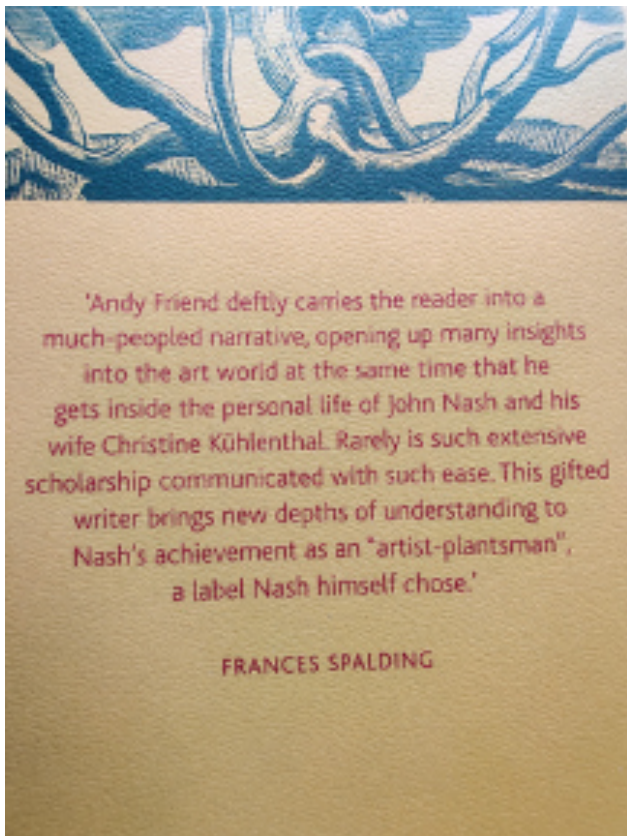 'Andy Friend deftly carries the reader into a
much-peopled narrative, opening up many insights
into the art world at the same time that he
gets inside the personal life of John Nash and his
wife Christine Kühlenthal. Rarely is such extensive
scholarship communicated with such ease. This gifted
writer brings new depths of understanding to
Nash's achievement as an "artist-plantsman",
a label Nash himself chose.'
FRANCES SPALDING